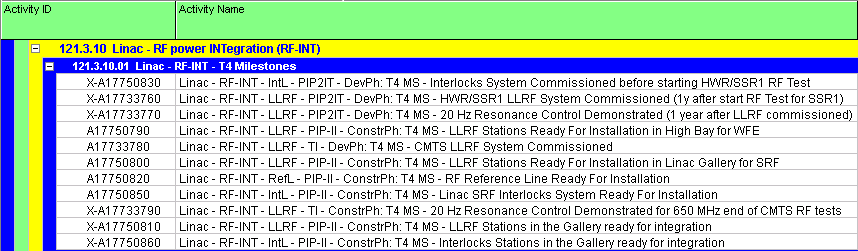 Activity ID Activity Name
121.3.10 Linac - RF power INTegration (RF-INT)
121.3.10.01 Linac - RF-INT - T4 Milestones
X-A17750830 Linac - RF-INT - IntL - PIP2IT - DevPh: T4 MS - Interlocks System Commissioned before starting HWR/SSR1 RF Test
X-A17733760 Linac - RF-INT - LLRF - PIP2IT - DevPh: T4 MS - HWR/SSR1 LLRF System Commissioned (1y after start RF Test for SSR1)
X-A17733770 Linac - RF-INT - LLRF - PIP2IT - DevPh: T4 MS - 20 Hz Resonance Control Demonstrated (1 year after LLRF commissioned)
A17750790 Linac - RF-INT - LLRF - PIP-II - ConstrPh: T4 MS - LLRF Stations Ready For Installation in High Bay for WFE
A17733780 Linac - RF-INT - LLRF - TI - DevPh: T4 MS - CMTS LLRF System Commissioned
A17750800 Linac - RF-INT - LLRF - PIP-II - ConstrPh: T4 MS - LLRF Stations Ready For Installation in Linac Gallery for SRF
A17750820 Linac - RF-INT - RefL - PIP-II - ConstrPh: T4 MS - RF Reference Line Ready For Installation
A17750850 Linac - RF-INT - IntL - PIP-II - ConstrPh: T4 MS - Linac SRF Interlocks System Ready For Installation
X-A17733790 Linac - RF-INT - LLRF - TI - ConstrPh: T4 MS - 20 Hz Resonance Control Demonstrated for 650 MHz end of CMTS RF tests
X-A17750810 Linac - RF-INT - LLRF - PIP-II - ConstrPh: T4 MS - LLRF Stations in the Gallery ready for integration
X-A17750860 Linac - RF-INT - IntL - PIP-II - ConstrPh: T4 MS - Interlocks Stations in the Gallery ready for integration